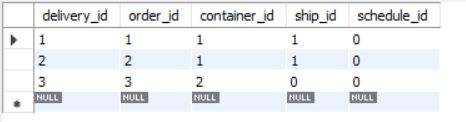 delivery_id order_id container_id ship_id schedule_id
1 1 1 1 0
2 2 1 1 0
3 3 2 0 0
NULL NULL NULL NULL NULL